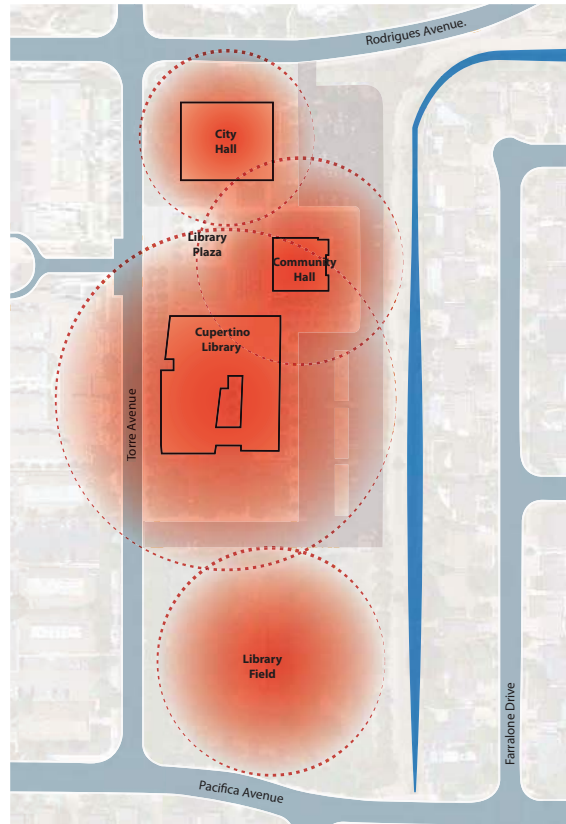 Rodrigues Avenue.
City
Hall
Library
Plaza
Community
Hall
Cupertino
Library
Torre Avenue
Library
Field
Farralone Drive
Pacifica Avenue